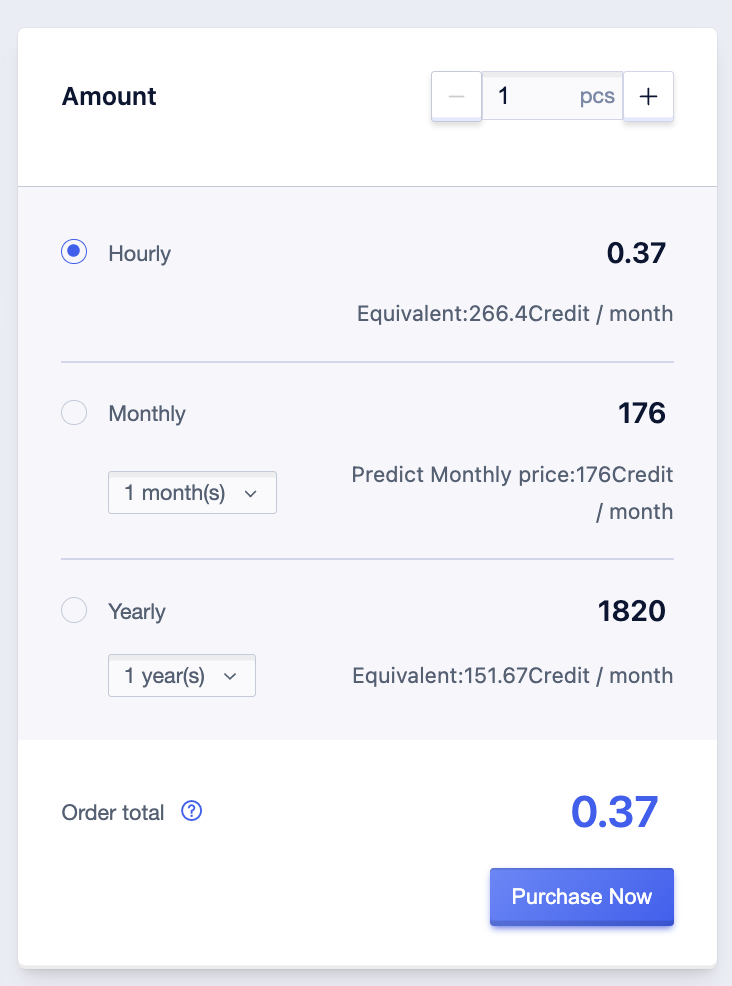 Amount
1 pcs
Hourly 0.37
Equivalent:266.4Credit / month
Monthly 176
1 month(s)
Predict Monthly price:176Credit
/ month
Yearly 1820
1 year(s) Equivalent:151.67Credit / month
Order total 0.37
Purchase Now